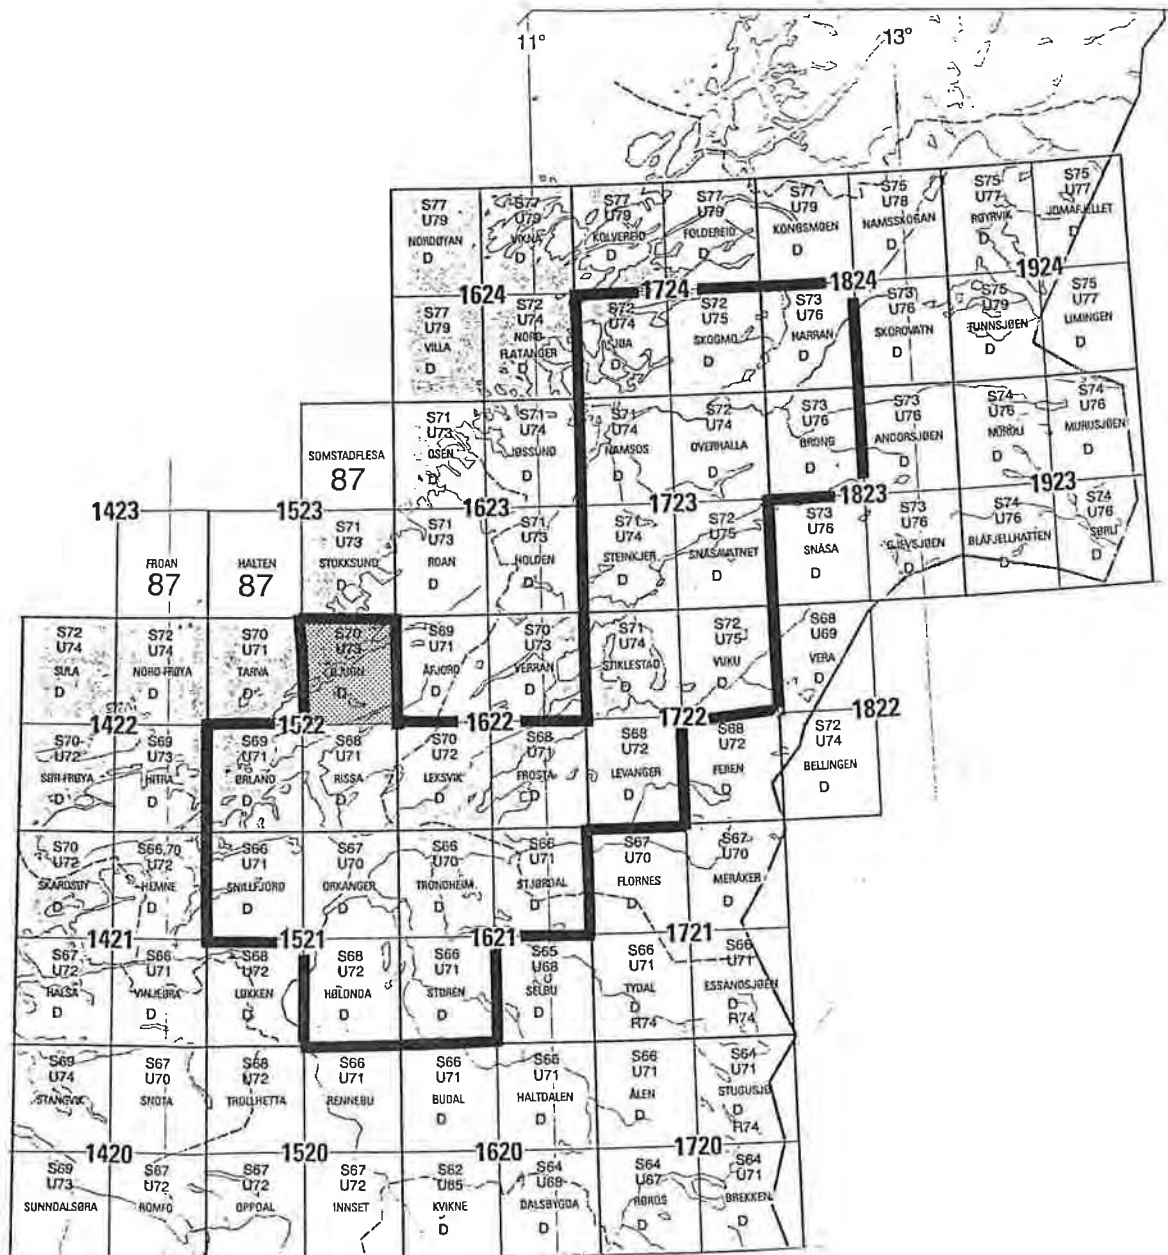 11°
13°
S77
U79
NORDØYAN
D
S77
U79
VIKNA
D
S77
U79
KOLVEREID
D
S77
U79
FOLDEREID
D
S77
U79
KONGSMOEN
D
S75
U78
NAMSSKOGAN
D
S75
U77
RØYRVIK
D
S75
U77
JOMAFJELLET
D
1624
1724
1824
1924
S77
U79
VILLA
D
S72
U74
NORD-
FLATANGER
D
S72
U74
SJØA
D
S72
U75
SKOGMO
D
S73
U76
HARRAN
D
S73
U76
SKOROVATN
D
S75
U79
TUNNSJØEN
D
S75
U77
LIMINGEN
D
SOMSTADFLESA
87
S71
U73
OSEN
D
S71
U74
JØSSUND
D
S71
U74
NAMSOS
D
S72
U74
OVERHALLA
D
S73
U76
GRONG
D
S73
U76
ANDORSJØEN
D
S74
U76
NORDLI
D
S74
U76
MURUSJØEN
D
1423
1523
1623
1723
1823
1923
FROAN
87
HALTEN
87
S71
U73
STOKKSUND
D
S71
U73
ROAN
D
S71
U73
HOLDEN
D
S71
U74
STEINKJER
D
S72
U75
SNÅSAVATNET
D
S73
U76
SNÅSA
D
S73
U76
GJEVSJØEN
D
S74
U76
BLÅFJELLHATTEN
D
S74
U76
SØRLI
D
S72
U74
SULA
D
S72
U74
NORD-FRØYA
D
S70
U71
TARVA
D
S70
U73
BJUGN
D
S69
U71
ÅFJORD
D
S70
U73
VERRAN
D
S71
U74
STIKLESTAD
D
S72
U75
VUKU
D
S68
U69
VERA
D
1422
1522
1622
1722
1822
S70
U72
SØR-FRØYA
D
S69
U73
HITRA
D
S69
U71
ØRLAND
D
S68
U71
RISSA
D
S70
U72
LEKSVIK
D
S68
U71
FROSTA
D
S68
U72
LEVANGER
D
S68
U72
FEREN
D
S72
U74
BELLINGEN
D
S70
U72
SKARDSØY
D
S66,70
U72
HEMNE
D
S66
U71
SNILLFJORD
D
S67
U70
ORKANGER
D
S66
U70
TRONDHEIM
D
S66
U71
STJØRDAL
D
S67
U70
FLORNES
D
S67
U70
MERÅKER
D
1421
1521
1621
1721
S67
U72
HALSA
D
S66
U71
VINJEØRA
D
S68
U72
LØKKEN
D
S68
U72
HØLONDA
D
S66
U71
STØREN
D
S65
U68
SELBU
D
S66
U71
TYDAL
D
R74
S66
U71
ESSANDSJØEN
D
R74
S69
U74
STANGVIK
S67
U70
SNOTA
S68
U72
TROLLHETTA
S66
U71
RENNEBU
S66
U71
BUDAL
D
S66
U71
HALTDALEN
D
S66
U71
ÅLEN
D
S64
U71
STUGUSJØ
D
R74
1420
1520
1620
1720
S69
U73
SUNNDALSØRA
S67
U72
ROMFO
S67
U72
OPPDAL
S67
U72
INNSET
S62
U65
KVIKNE
D
S64
U68
DALSBYGDA
D
S64
U67
RØROS
D
S64
U71
BREKKEN
D